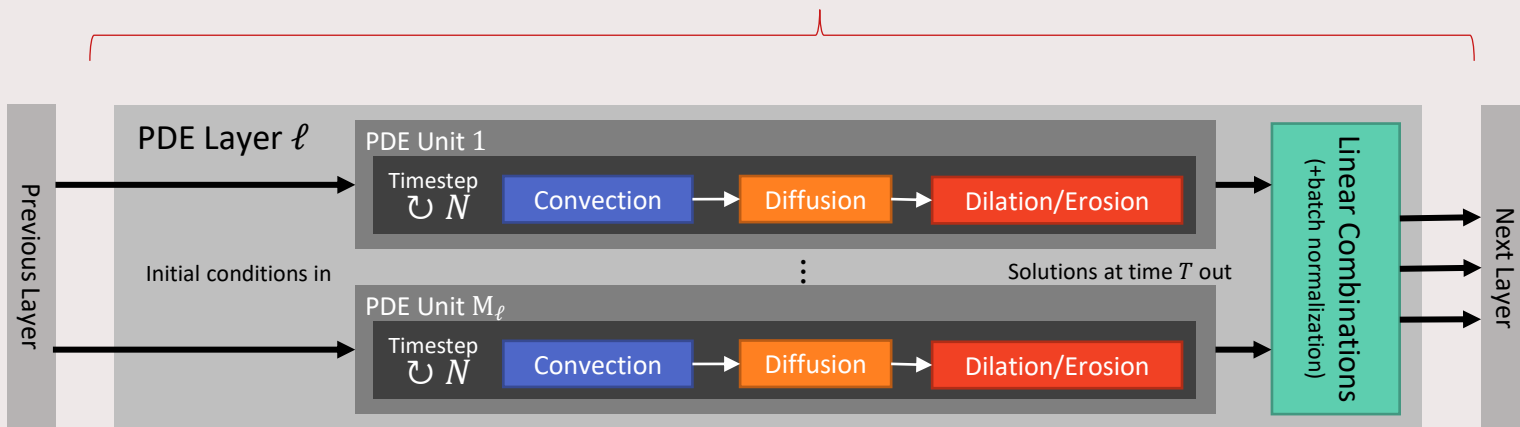 Previous Layer
PDE Layer ℓ
PDE Unit 1
Timestep
↻ N
Convection
Diffusion
Dilation/Erosion
Initial conditions in
⋮
Solutions at time T out
PDE Unit M_ℓ
Timestep
↻ N
Convection
Diffusion
Dilation/Erosion
Linear Combinations
(+batch normalization)
Next Layer